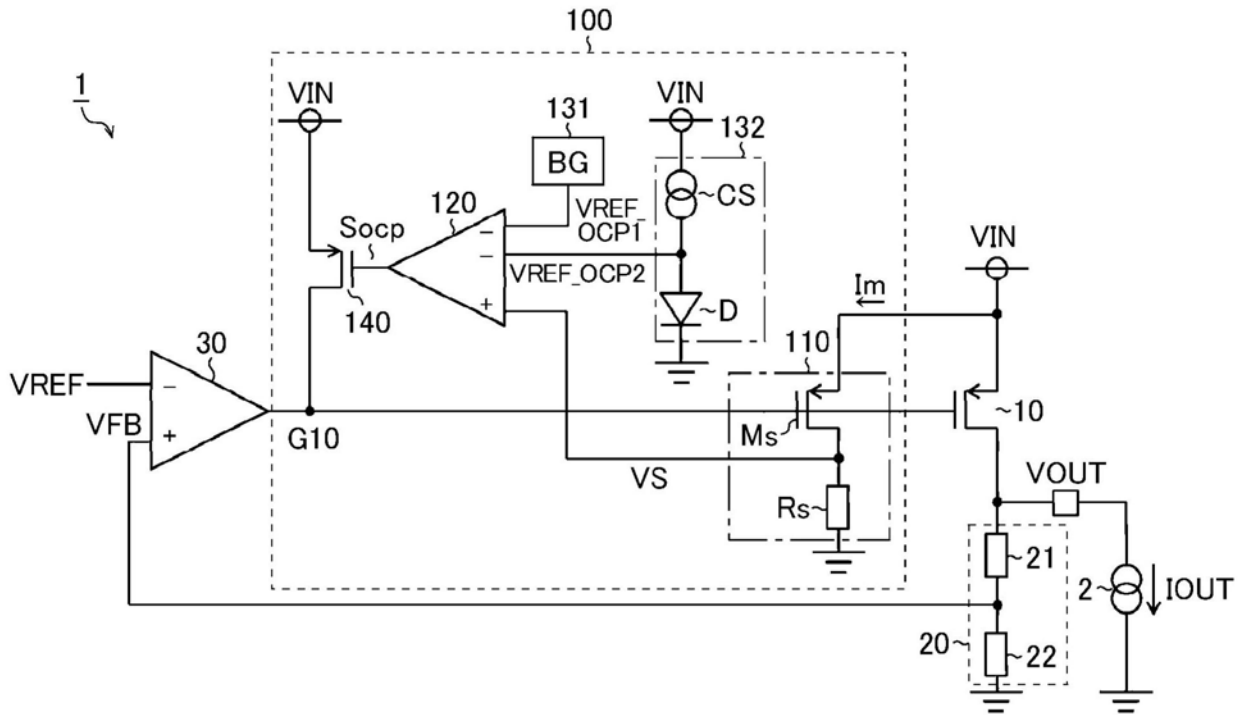 100
1
VIN
131
BG
VIN
132
CS
120
VREF_
OCP1
Socp
VREF_OCP2
VIN
140
D
Im
30
110
VREF
VFB
G10
Ms
10
VS
VOUT
Rs
21
2
IOUT
20
22
−
−
+
−
+